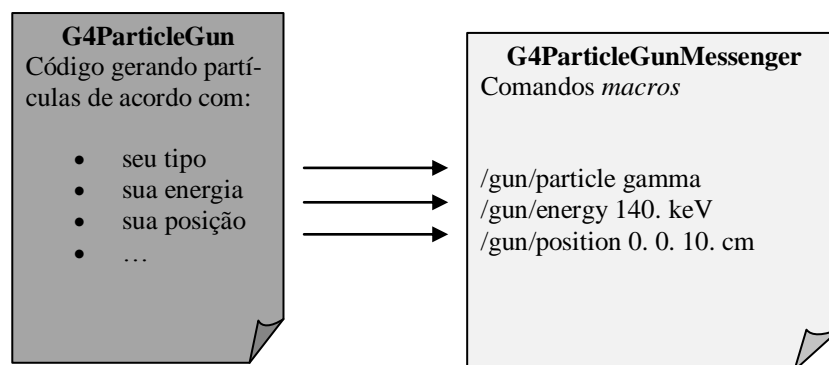 G4ParticleGun
Código gerando partí-
culas de acordo com:
• seu tipo
• sua energia
• sua posição
• …
G4ParticleGunMessenger
Comandos macros
/gun/particle gamma
/gun/energy 140. keV
/gun/position 0. 0. 10. cm